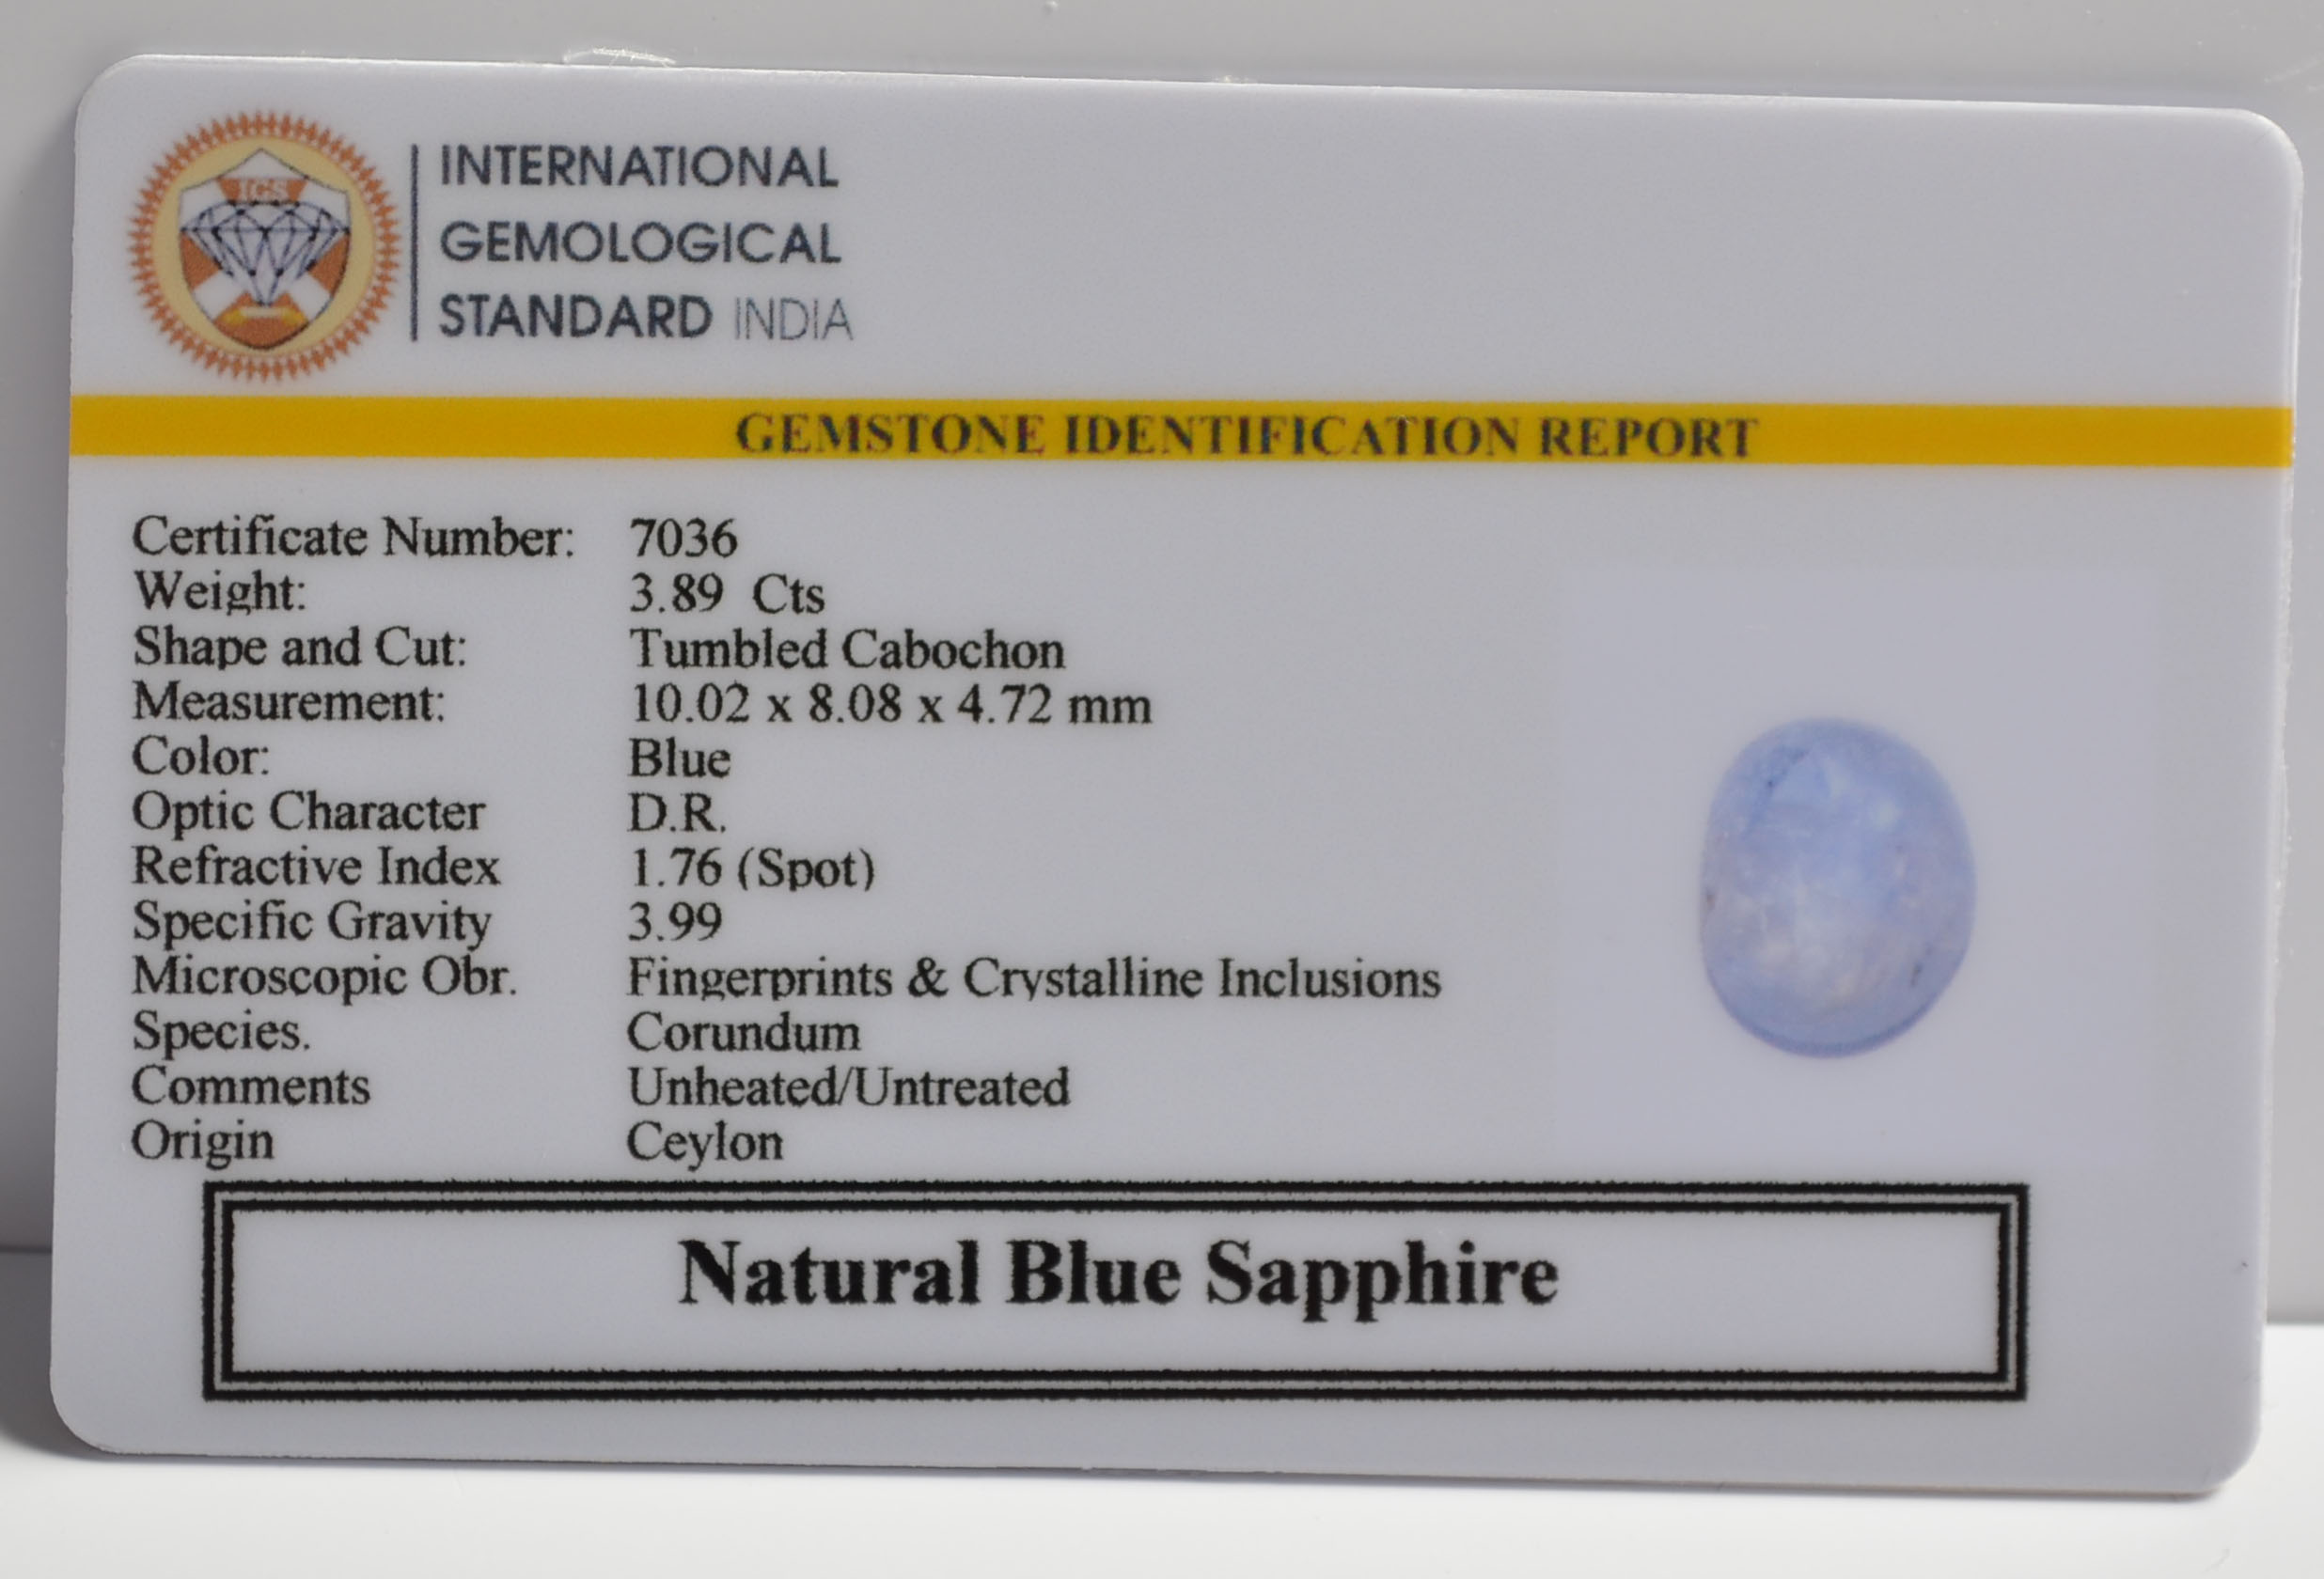 IGS
INTERNATIONAL
GEMOLOGICAL
STANDARD INDIA
GEMSTONE IDENTIFICATION REPORT
Certificate Number: 7036
Weight: 3.89 Cts
Shape and Cut: Tumbled Cabochon
Measurement: 10.02 x 8.08 x 4.72 mm
Color: Blue
Optic Character D.R.
Refractive Index 1.76 (Spot)
Specific Gravity 3.99
Microscopic Obr. Fingerprints & Crystalline Inclusions
Species. Corundum
Comments Unheated/Untreated
Origin Ceylon
Natural Blue Sapphire